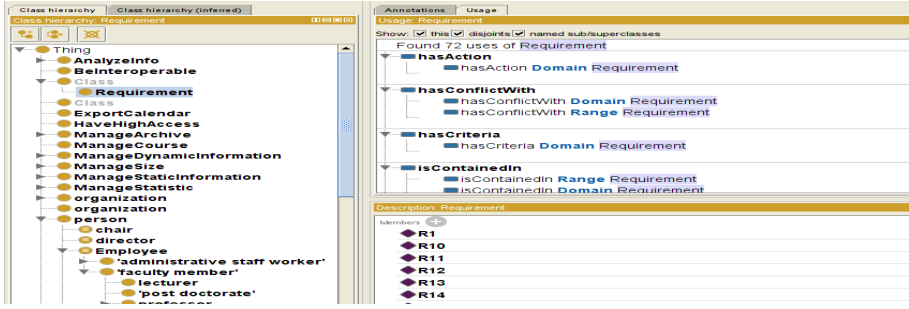 Class hierarchy
Class hierarchy (inferred)
Class hierarchy: Requirement
Thing
AnalyzeInfo
BeInteroperable
Class
Requirement
Class
ExportCalendar
HaveHighAccess
ManageArchive
ManageCourse
ManageDynamicInformation
ManageSize
ManageStaticInformation
ManageStatistic
organization
organization
person
chair
director
Employee
'administrative staff worker'
'faculty member'
lecturer
'post doctorate'
professor
Annotations
Usage
Usage: Requirement
Show: this disjoints named sub/superclasses
Found 72 uses of Requirement
hasAction
hasAction Domain Requirement
hasConflictWith
hasConflictWith Domain Requirement
hasConflictWith Range Requirement
hasCriteria
hasCriteria Domain Requirement
isContainedIn
isContainedIn Range Requirement
isContainedIn Domain Requirement
Description: Requirement
Members
R1
R10
R11
R12
R13
R14